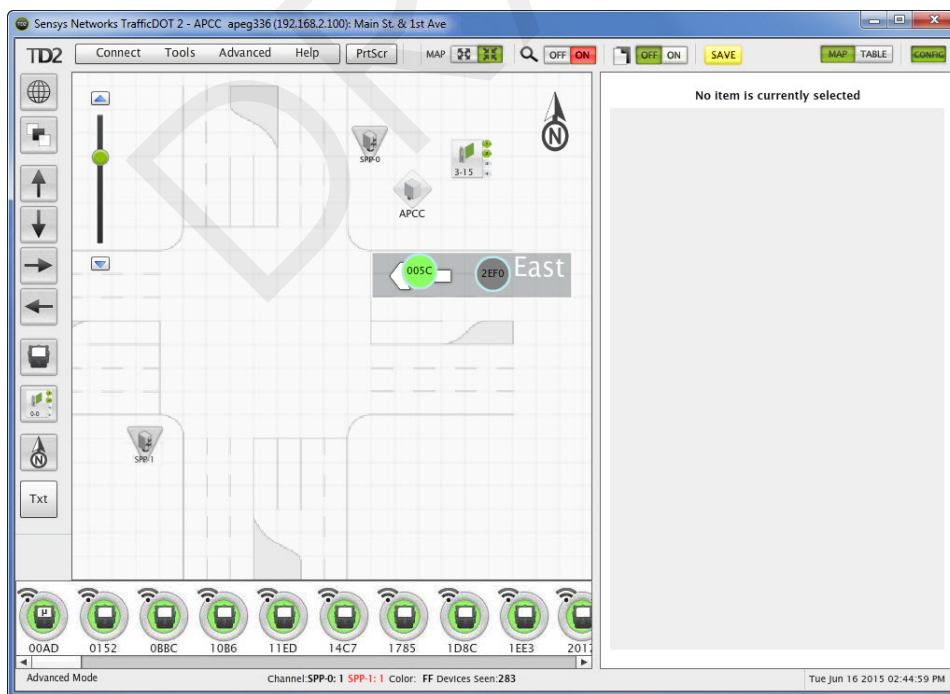 Sensys Networks TrafficDOT 2 - APCC apeg336 (192.168.2.100): Main St. & 1st Ave
TD2 Connect Tools Advanced Help PrtScr MAP OFF ON OFF ON SAVE MAP TABLE CONFIG
No item is currently selected
N
SPP-0
3-15
APCC
005C 2EF0 East
0-0
SPP-1
N
Txt
µ
00AD 0152 0BBC 10B6 11ED 14C7 1785 1D8C 1EE3 2017
Advanced Mode Channel:SPP-0: 1 SPP-1: 1 Color: FF Devices Seen:283 Tue Jun 16 2015 02:44:59 PM